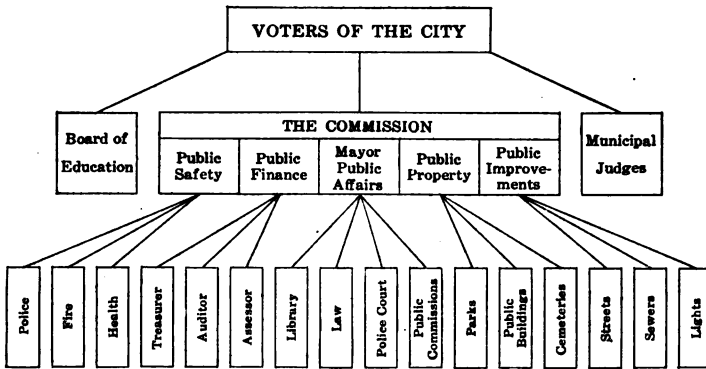 VOTERS OF THE CITY
Board of
Education
THE COMMISSION
Public
Safety
Public
Finance
Mayor
Public
Affairs
Public
Property
Public
Improve-
ments
Municipal
Judges
Police
Fire
Health
Treasurer
Auditor
Assessor
Library
Law
Police Court
Public
Commissions
Parks
Public
Buildings
Cemeteries
Streets
Sewers
Lights